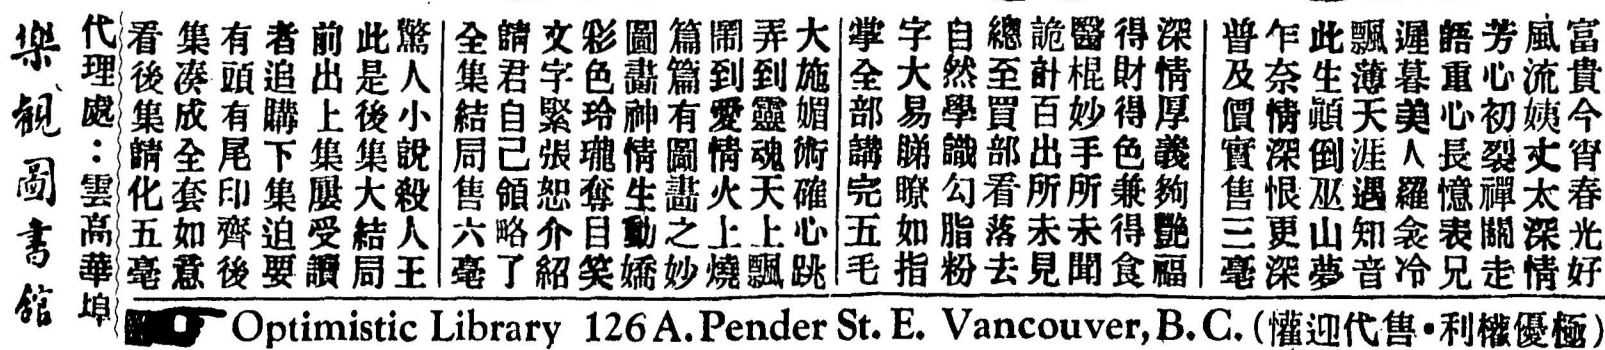 富貴今宵春光好
風流姨丈太深情
芳心初裂禪關走
語重心長憶表兄
遲暮美人羅衾冷
飄薄天涯遇知音
此生顛倒巫山夢
乍奈情深恨更深
普及價實售三毫
深情厚義夠艷福
得財得色兼得食
醫棍妙手所未聞
詭計百出所未見
總至買部看落去
自然學識勾脂粉
字大易睇暸如指
掌全部講完五毛
大施媚術確心跳
弄到靈魂天上飄
鬧到愛情火上燒
篇篇有圖畫之妙
圖畫神情生動嬌
彩色玲瓏奪目笑
文字緊張恕介紹
請君自己領略了
全集結局售六毫
驚人小說殺人王
此是後集大結局
前出上集屢受讀
者追購下集迫要
有頭有尾印齊後
集凑成全套如意
看後集請化五毫
代理處：雲高華埠
樂觀圖書館
Optimistic Library 126A. Pender St. E. Vancouver, B.C. (懽迎代售•利權優極)